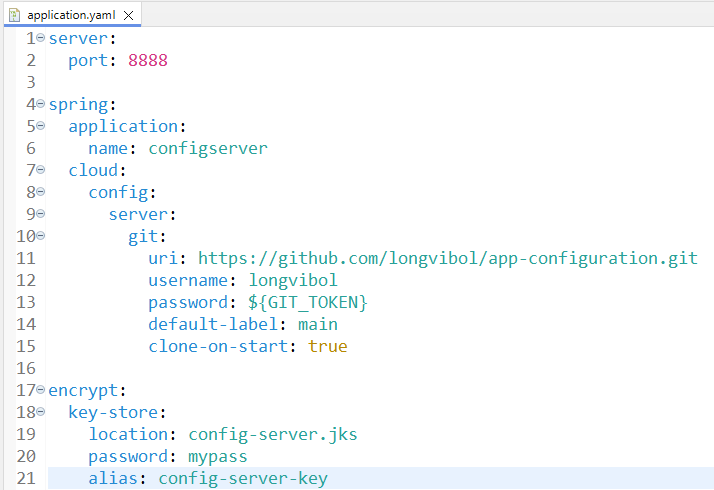 application.yaml
1 server:
2   port: 8888
3
4 spring:
5   application:
6     name: configserver
7   cloud:
8     config:
9       server:
10         git:
11           uri: https://github.com/longvibol/app-configuration.git
12           username: longvibol
13           password: ${GIT_TOKEN}
14           default-label: main
15           clone-on-start: true
16
17 encrypt:
18   key-store:
19     location: config-server.jks
20     password: mypass
21     alias: config-server-key